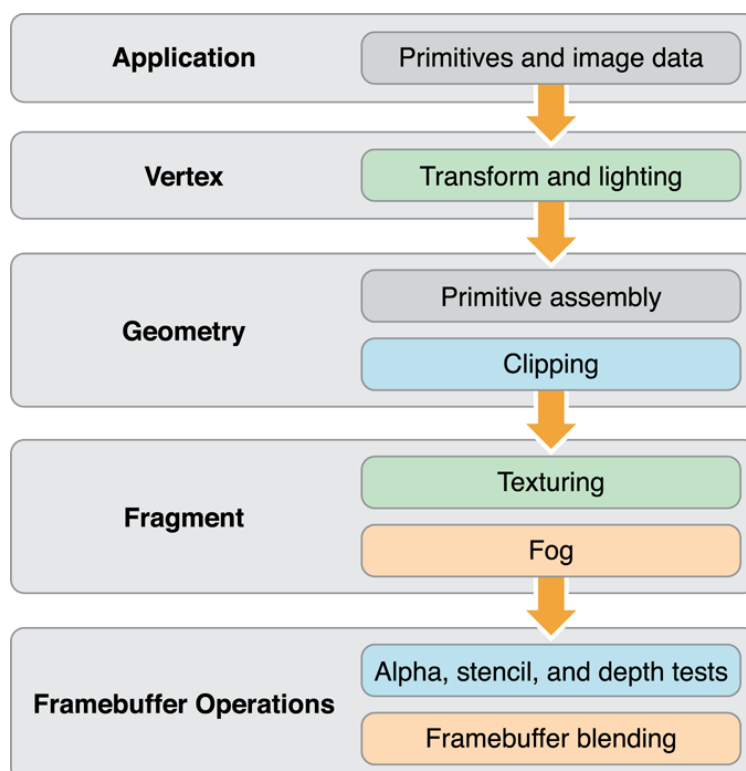 Application
Primitives and image data
Vertex
Transform and lighting
Geometry
Primitive assembly
Clipping
Fragment
Texturing
Fog
Framebuffer Operations
Alpha, stencil, and depth tests
Framebuffer blending